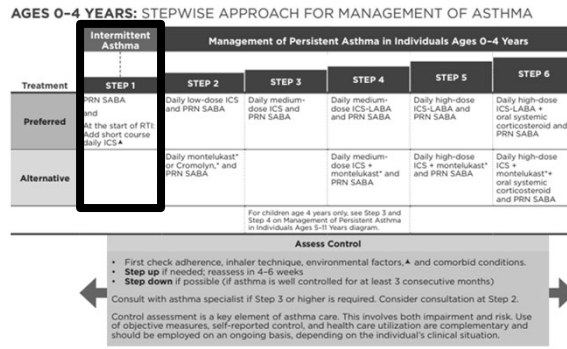 AGES 0–4 YEARS: STEPWISE APPROACH FOR MANAGEMENT OF ASTHMA
Intermittent
Asthma
Management of Persistent Asthma in Individuals Ages 0–4 Years
Treatment
STEP 1
STEP 2
STEP 3
STEP 4
STEP 5
STEP 6
Preferred
PRN SABA
and
At the start of RTI:
Add short course
daily ICS▲
Daily low-dose ICS
and PRN SABA
Daily medium-
dose ICS and
PRN SABA
Daily medium-
dose ICS-LABA
and PRN SABA
Daily high-dose
ICS-LABA and
PRN SABA
Daily high-dose
ICS-LABA +
oral systemic
corticosteroid and
PRN SABA
Alternative
Daily montelukast*
or Cromolyn,* and
PRN SABA
Daily medium-
dose ICS +
montelukast* and
PRN SABA
Daily high-dose
ICS + montelukast*
and PRN SABA
Daily high-dose
ICS +
montelukast*+
oral systemic
corticosteroid
and PRN SABA
For children age 4 years only, see Step 3 and
Step 4 on Management of Persistent Asthma
in Individuals Ages 5–11 Years diagram.
Assess Control
• First check adherence, inhaler technique, environmental factors,▲ and comorbid conditions.
• Step up if needed; reassess in 4–6 weeks
• Step down if possible (if asthma is well controlled for at least 3 consecutive months)
Consult with asthma specialist if Step 3 or higher is required. Consider consultation at Step 2.
Control assessment is a key element of asthma care. This involves both impairment and risk. Use
of objective measures, self-reported control, and health care utilization are complementary and
should be employed on an ongoing basis, depending on the individual's clinical situation.